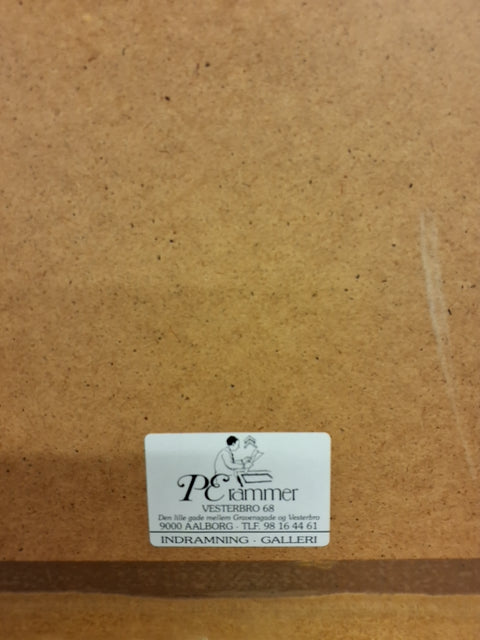 PE rammer
VESTERBRO 68
Den lille gade mellem Gravensgade og Vesterbro
9000 AALBORG - TLF. 98 16 44 61
INDRAMNING - GALLERI